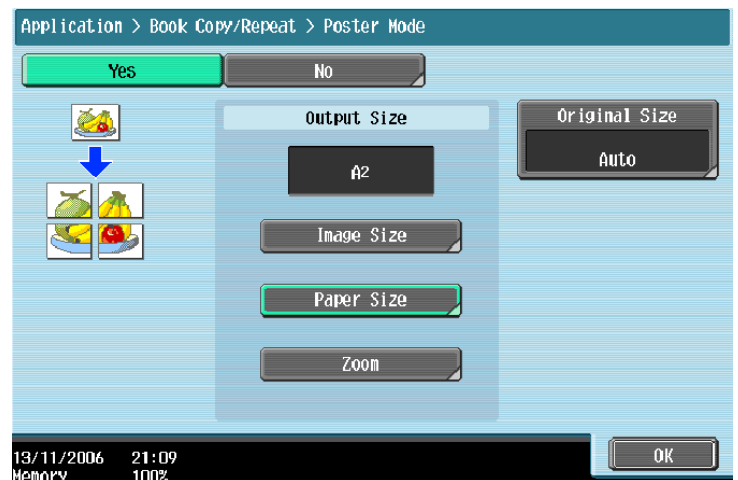 Application > Book Copy/Repeat > Poster Mode
Yes No
Output Size
Original Size
Auto
A2
Image Size
Paper Size
Zoom
13/11/2006 21:09
Memory 100%
OK